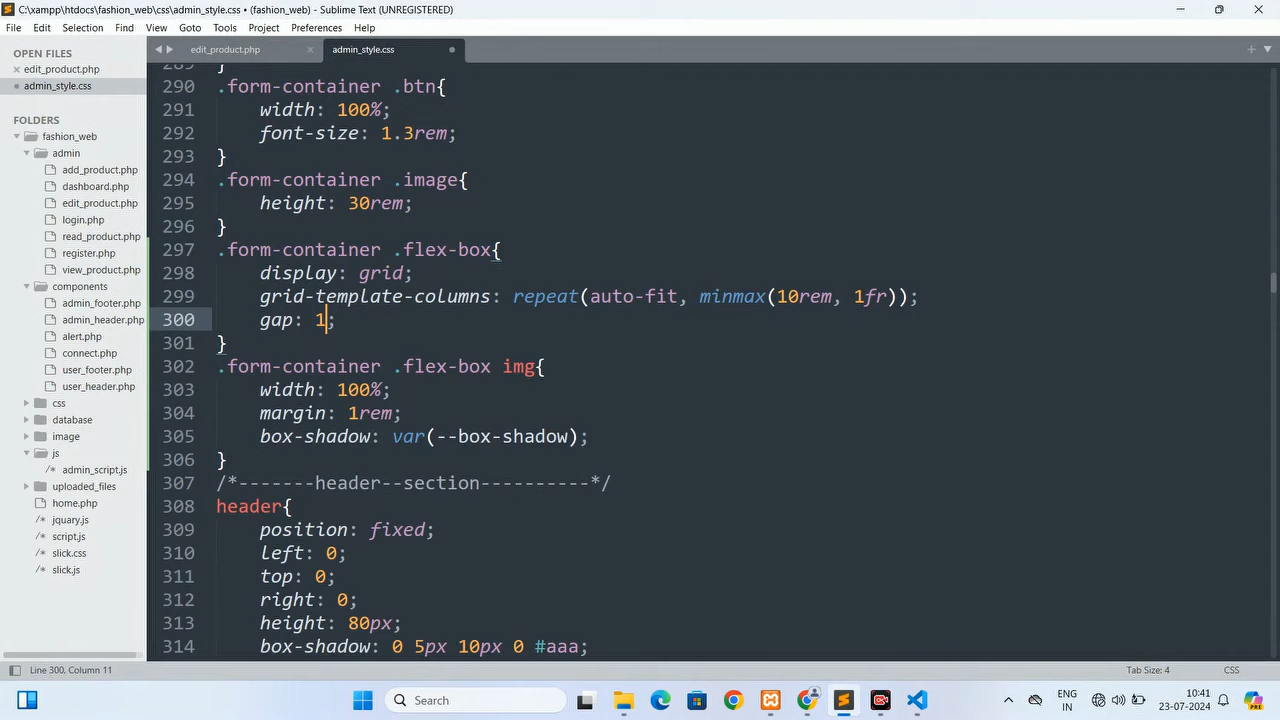 C:\xampp\htdocs\fashion_web\css\admin_style.css • (fashion_web) - Sublime Text (UNREGISTERED)
File Edit Selection Find View Goto Tools Project Preferences Help
OPEN FILES
edit_product.php
admin_style.css
FOLDERS
fashion_web
admin
add_product.php
dashboard.php
edit_product.php
login.php
read_product.php
register.php
view_product.php
components
admin_footer.php
admin_header.php
alert.php
connect.php
user_footer.php
user_header.php
css
database
image
js
admin_script.js
uploaded_files
home.php
jquary.js
script.js
slick.css
slick.js
edit_product.php admin_style.css
289 }
290 .form-container .btn{
291 width: 100%;
292 font-size: 1.3rem;
293 }
294 .form-container .image{
295 height: 30rem;
296 }
297 .form-container .flex-box{
298 display: grid;
299 grid-template-columns: repeat(auto-fit, minmax(10rem, 1fr));
300 gap: 1;
301 }
302 .form-container .flex-box img{
303 width: 100%;
304 margin: 1rem;
305 box-shadow: var(--box-shadow);
306 }
307 /*-------header--section----------*/
308 header{
309 position: fixed;
310 left: 0;
311 top: 0;
312 right: 0;
313 height: 80px;
314 box-shadow: 0 5px 10px 0 #aaa;
Line 300, Column 11 Tab Size: 4 CSS
Search
ENG
IN
10:41
23-07-2024